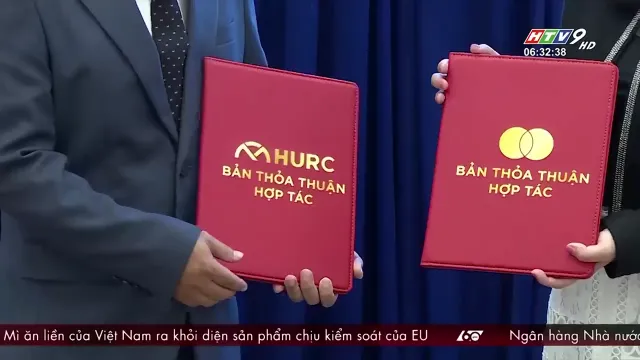 HTV9 HD
06:32:38
HURC
BẢN THỎA THUẬN
HỢP TÁC
BẢN THỎA THUẬN
HỢP TÁC
Mì ăn liền của Việt Nam ra khỏi diện sản phẩm chịu kiểm soát của EU
60
Ngân hàng Nhà nước